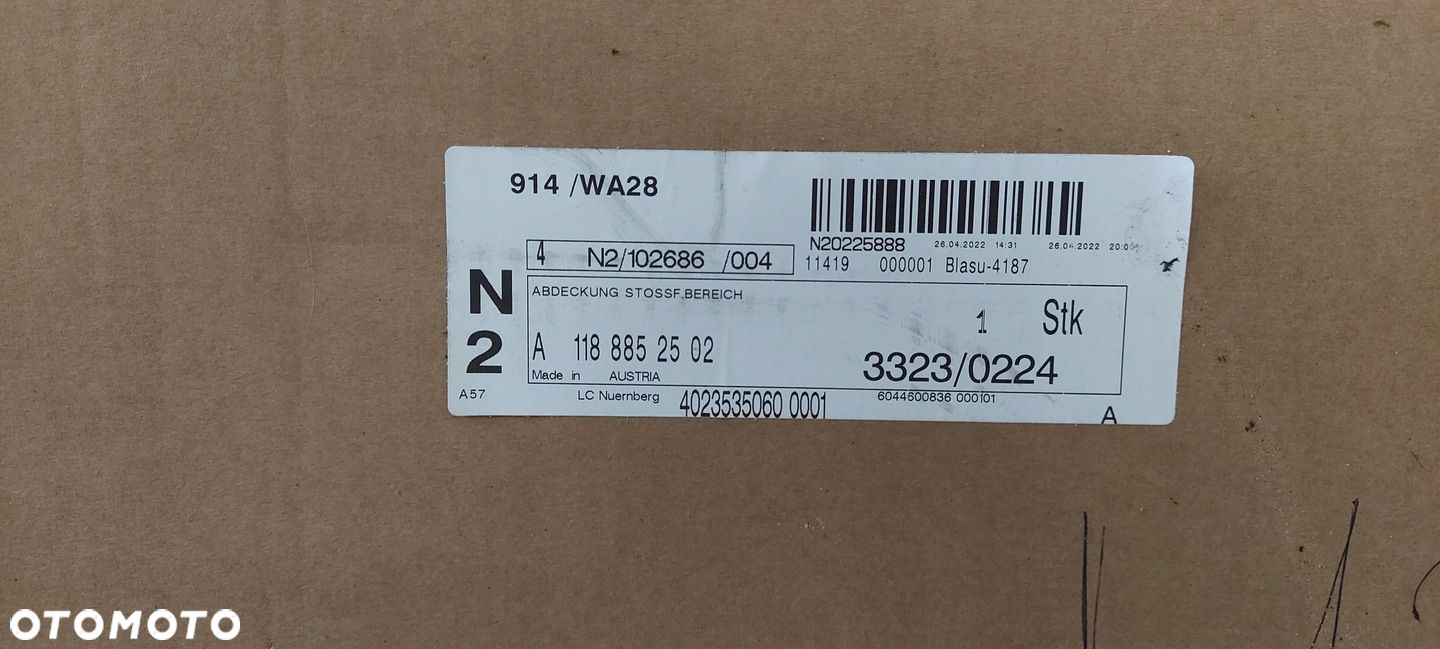 914 /WA28
N20225888 26.04.2022 14:31 26.04.2022 20:00
4 N2/102686 /004
11419 000001 Blasu-4187
N
2
ABDECKUNG STOSSF.BEREICH
1 Stk
A 118 885 25 02
3323/0224
Made in AUSTRIA
A57
LC Nuernberg 4023535060 0001
6044600836 000101
A
OTOMOTO